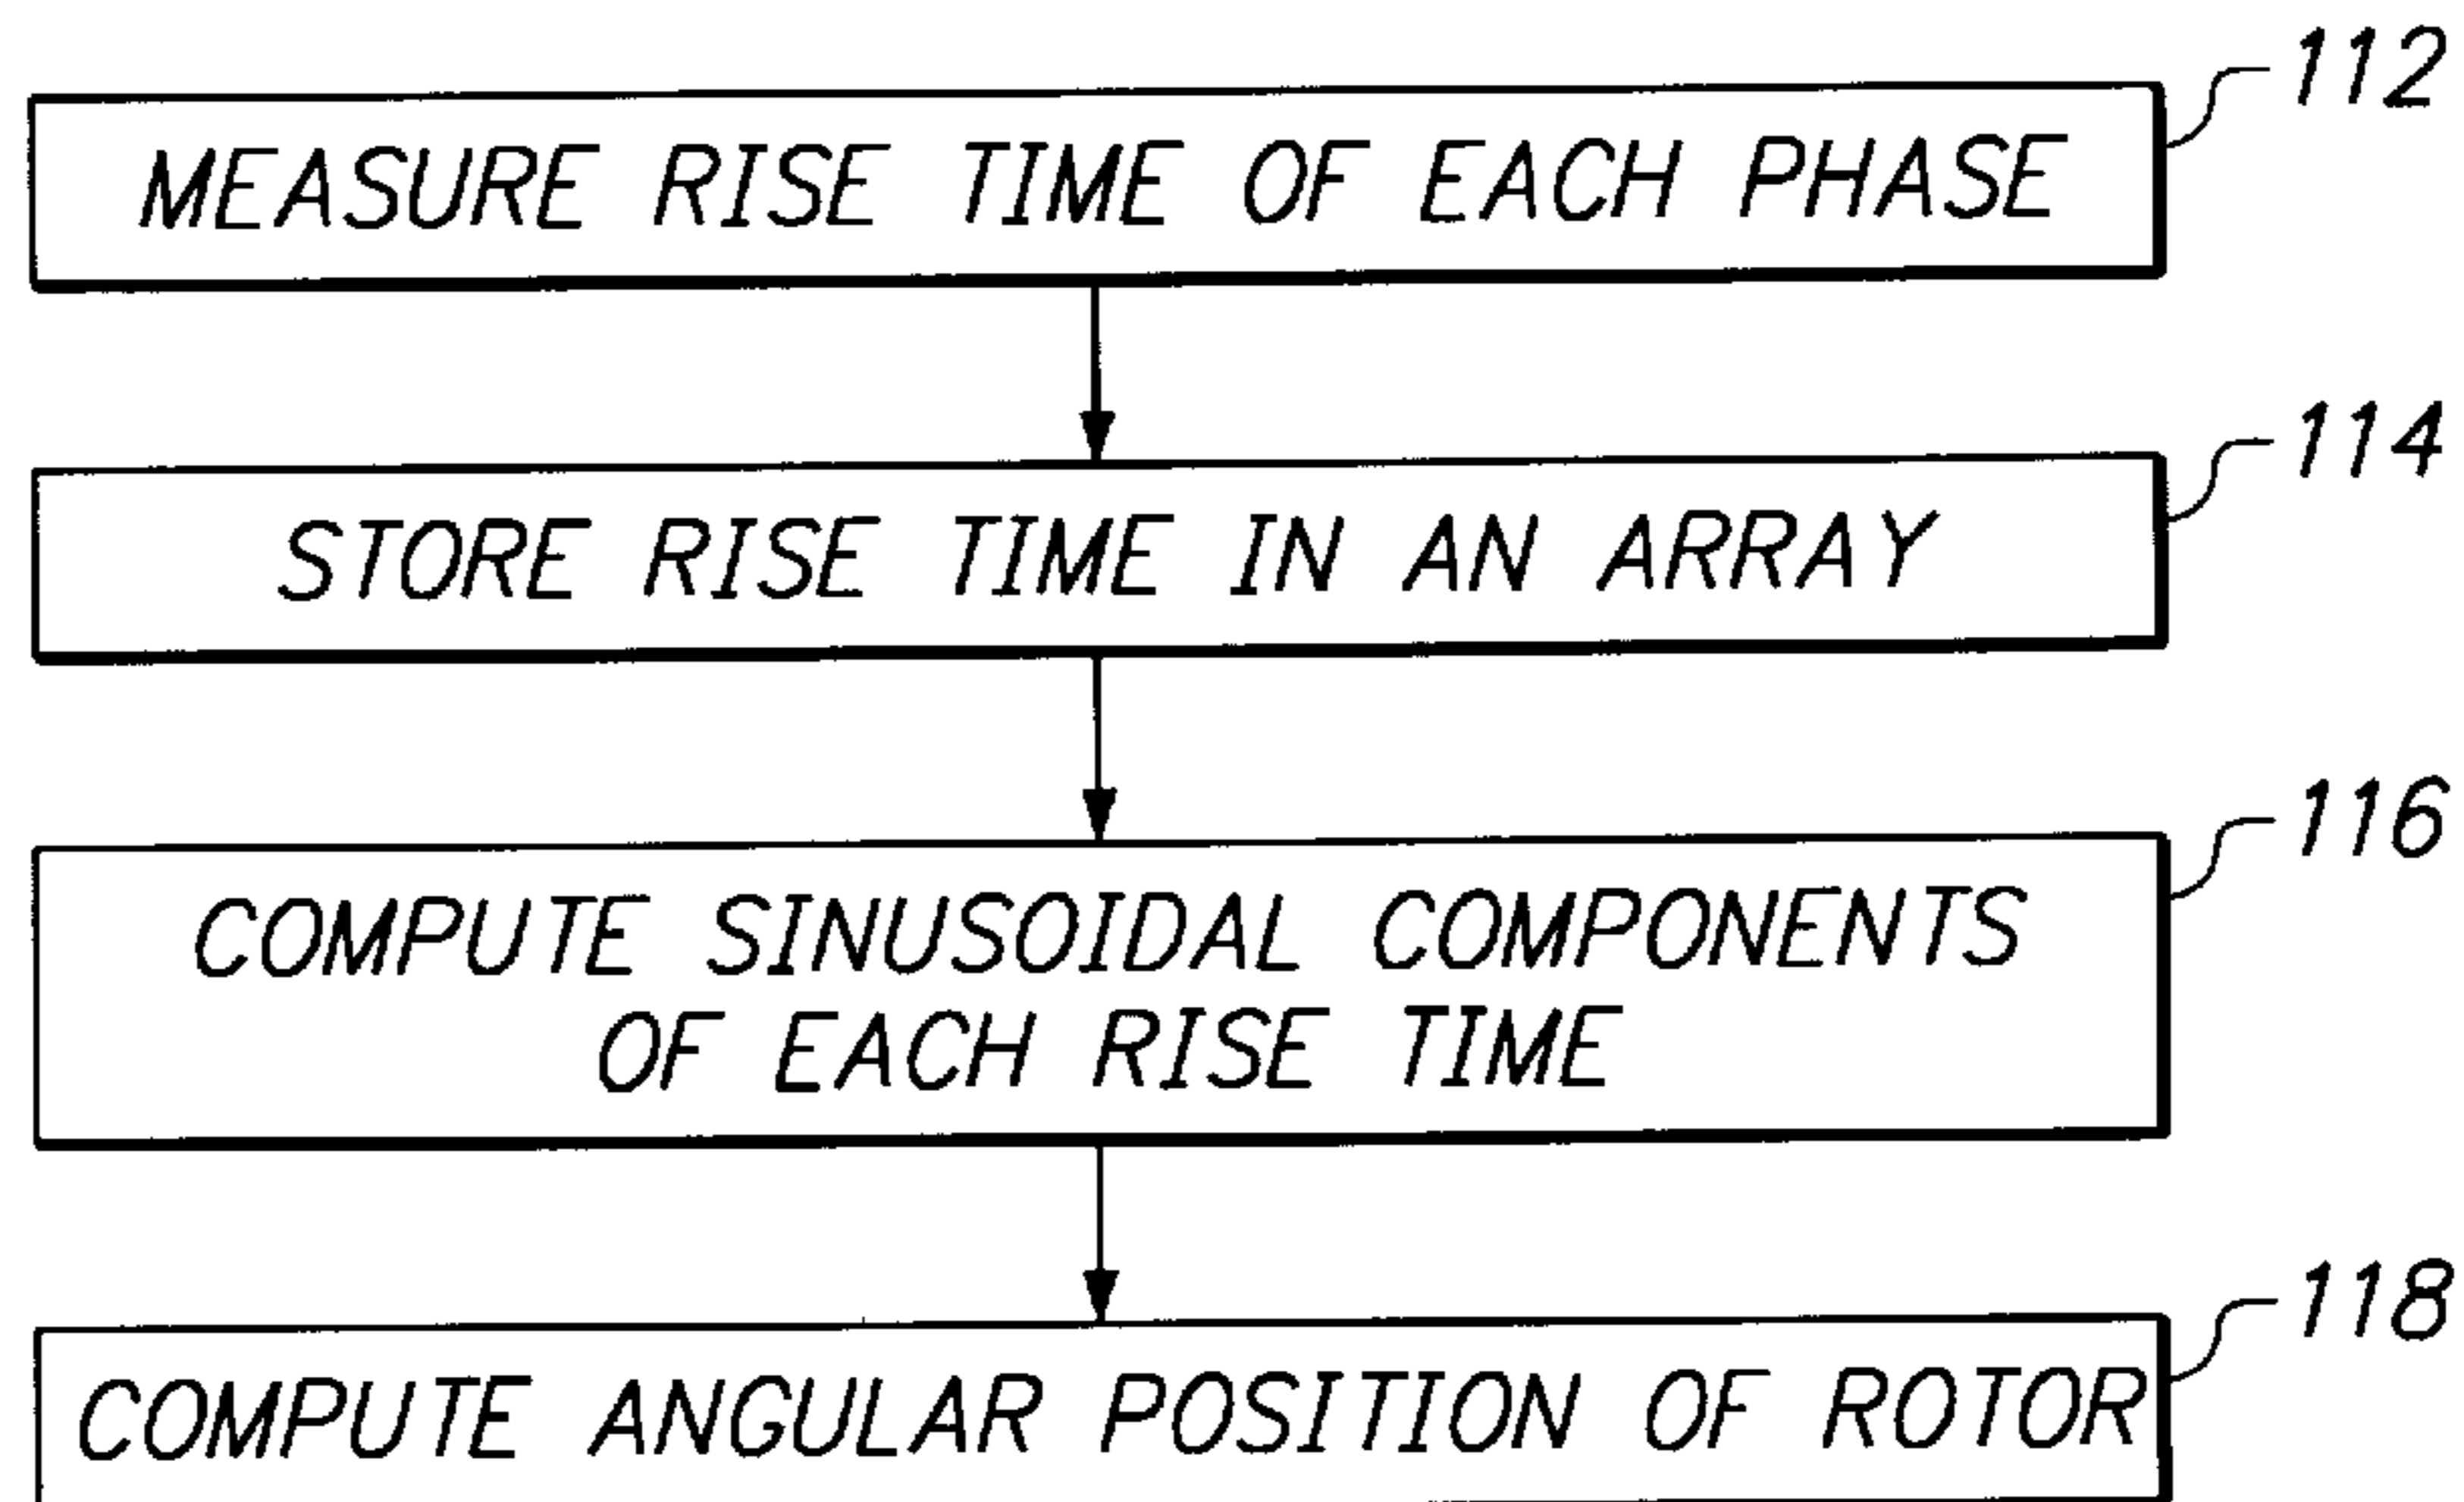 112
MEASURE RISE TIME OF EACH PHASE
114
STORE RISE TIME IN AN ARRAY
116
COMPUTE SINUSOIDAL COMPONENTS
OF EACH RISE TIME
118
COMPUTE ANGULAR POSITION OF ROTOR